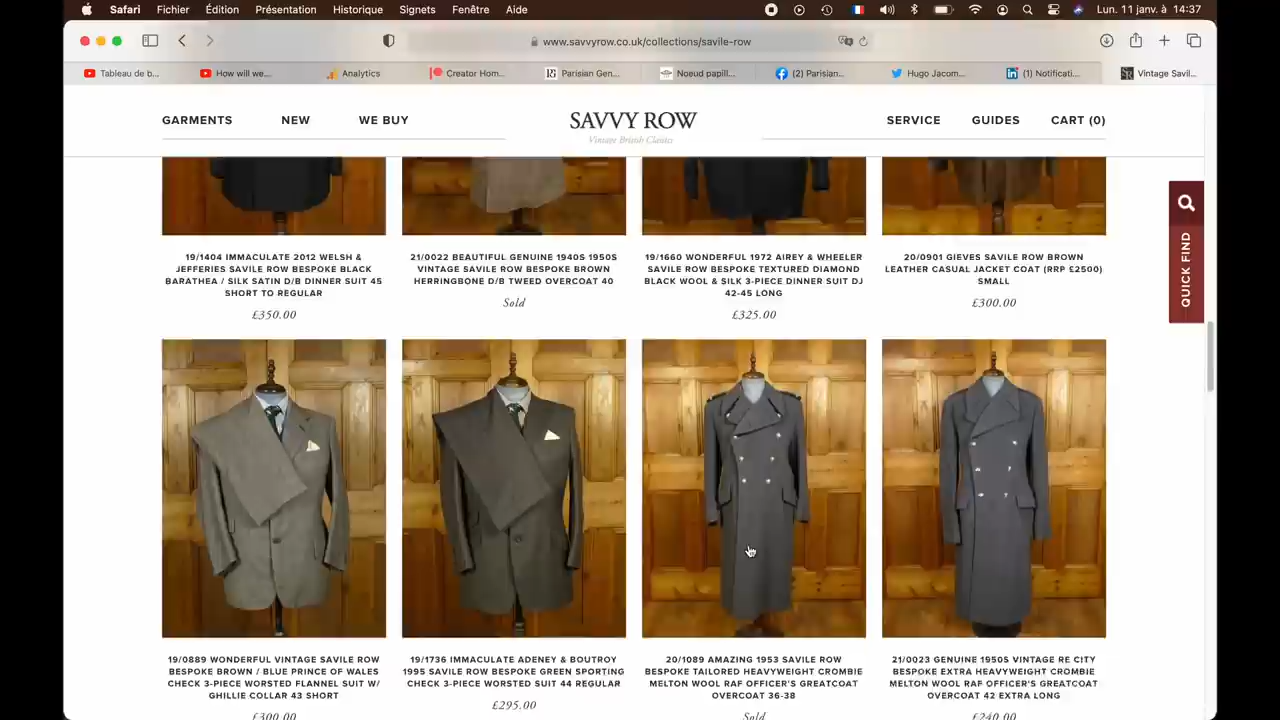 Safari Fichier Édition Présentation Historique Signets Fenêtre Aide Lun. 11 janv. à 14:37
www.savvyrow.co.uk/collections/savile-row
Tableau de b... How will we... Analytics Creator Hom... Parisian Gen... Noeud papill... (2) Parisian... Hugo Jacom... (1) Notificati... Vintage Savil...
GARMENTS NEW WE BUY SAVVY ROW SERVICE GUIDES CART (0)
Vintage British Classics
QUICK FIND
19/1404 IMMACULATE 2012 WELSH &
JEFFERIES SAVILE ROW BESPOKE BLACK
BARATHEA / SILK SATIN D/B DINNER SUIT 45
SHORT TO REGULAR
£350.00
21/0022 BEAUTIFUL GENUINE 1940S 1950S
VINTAGE SAVILE ROW BESPOKE BROWN
HERRINGBONE D/B TWEED OVERCOAT 40
Sold
19/1660 WONDERFUL 1972 AIREY & WHEELER
SAVILE ROW BESPOKE TEXTURED DIAMOND
BLACK WOOL & SILK 3-PIECE DINNER SUIT DJ
42-45 LONG
£325.00
20/0901 GIEVES SAVILE ROW BROWN
LEATHER CASUAL JACKET COAT (RRP £2500)
SMALL
£300.00
19/0889 WONDERFUL VINTAGE SAVILE ROW
BESPOKE BROWN / BLUE PRINCE OF WALES
CHECK 3-PIECE WORSTED FLANNEL SUIT W/
GHILLIE COLLAR 43 SHORT
£300.00
19/1736 IMMACULATE ADENEY & BOUTROY
1995 SAVILE ROW BESPOKE GREEN SPORTING
CHECK 3-PIECE WORSTED SUIT 44 REGULAR
£295.00
20/1089 AMAZING 1953 SAVILE ROW
BESPOKE TAILORED HEAVYWEIGHT CROMBIE
MELTON WOOL RAF OFFICER'S GREATCOAT
OVERCOAT 36-38
Sold
21/0023 GENUINE 1950S VINTAGE RE CITY
BESPOKE EXTRA HEAVYWEIGHT CROMBIE
MELTON WOOL RAF OFFICER'S GREATCOAT
OVERCOAT 42 EXTRA LONG
£240.00